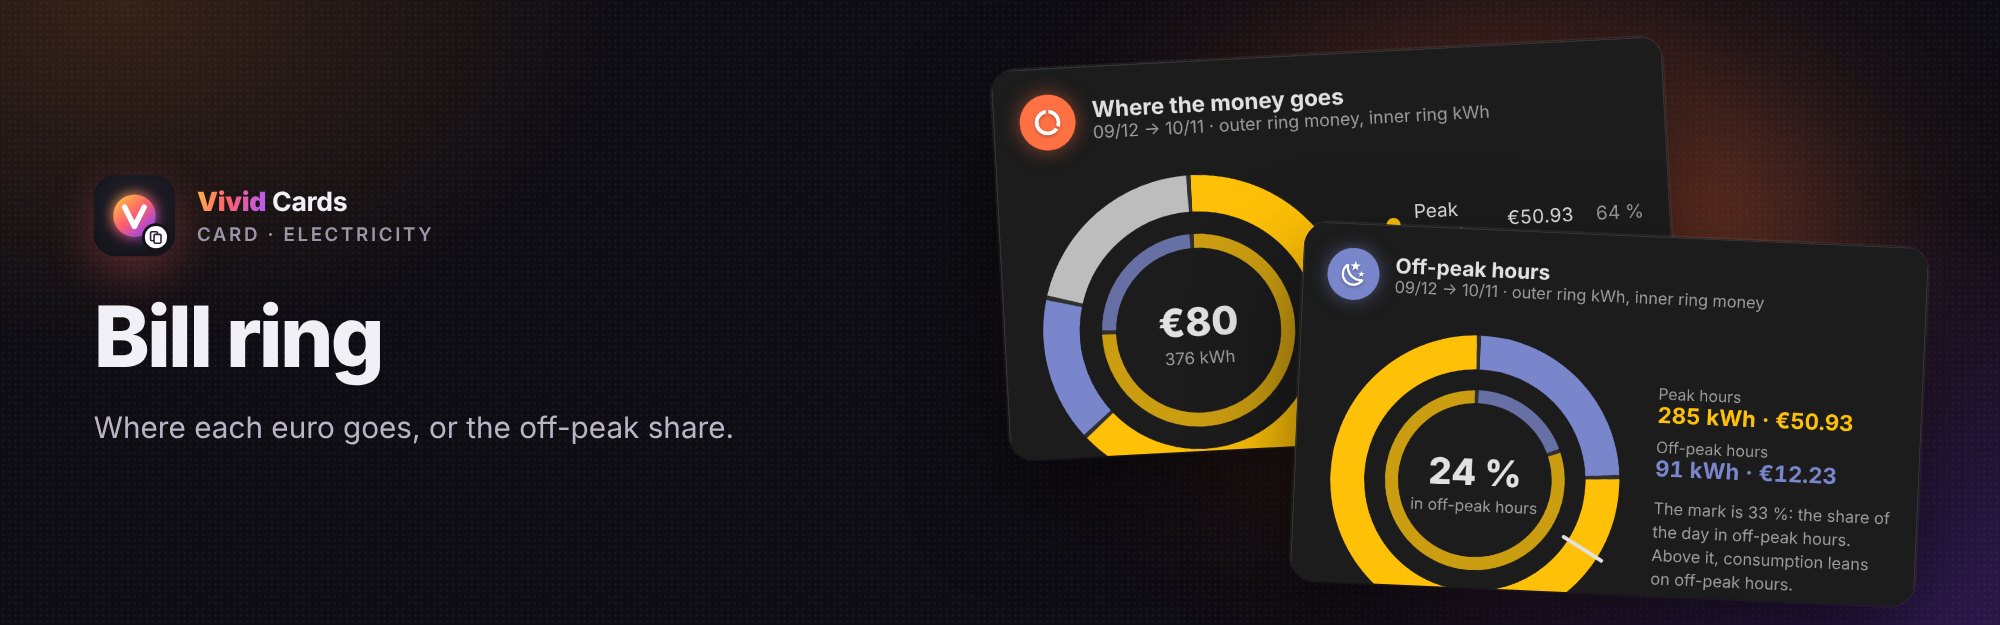 Vivid Cards
CARD · ELECTRICITY
Bill ring
Where each euro goes, or the off-peak share.
Where the money goes
09/12 → 10/11 · outer ring money, inner ring kWh
€80
376 kWh
Peak
€50.93
64 %
Off-peak hours
09/12 → 10/11 · outer ring kWh, inner ring money
24 %
in off-peak hours
Peak hours
285 kWh · €50.93
Off-peak hours
91 kWh · €12.23
The mark is 33 %: the share of
the day in off-peak hours.
Above it, consumption leans
on off-peak hours.